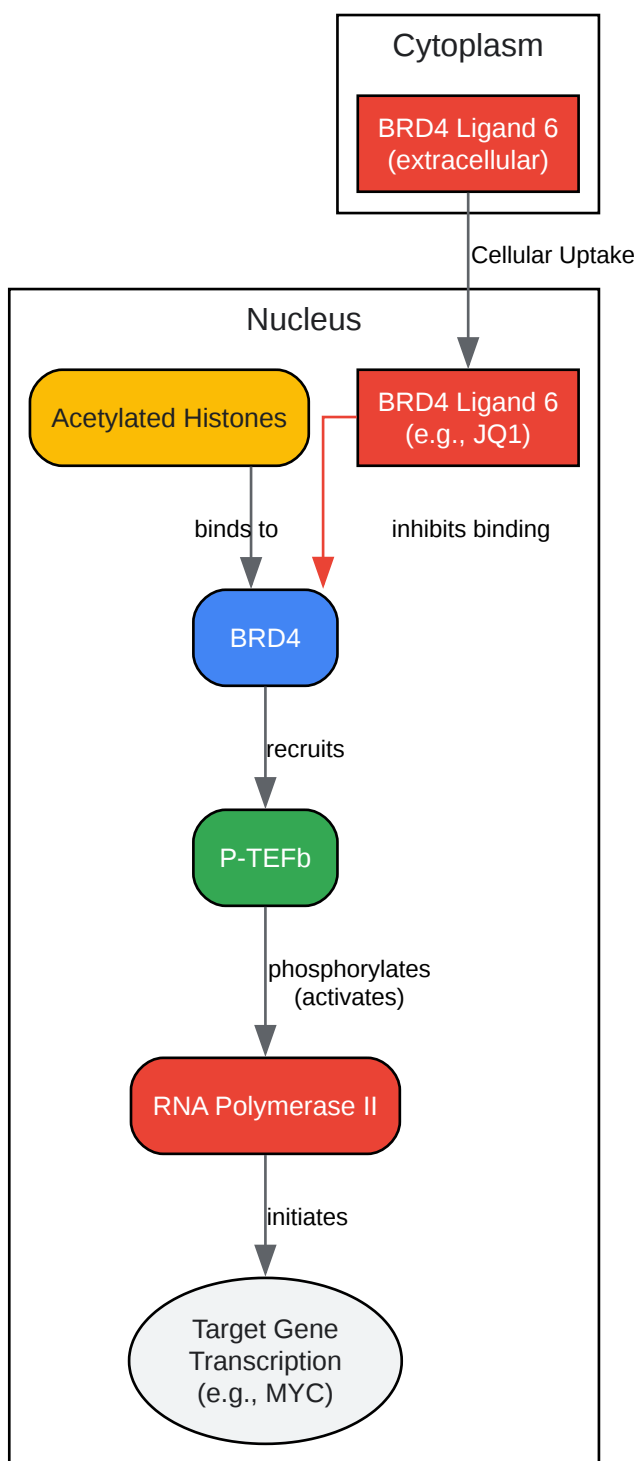 Cytoplasm
BRD4 Ligand 6
(extracellular)
Cellular Uptake
Nucleus
Acetylated Histones
BRD4 Ligand 6
(e.g., JQ1)
binds to
inhibits binding
BRD4
recruits
P-TEFb
phosphorylates
(activates)
RNA Polymerase II
initiates
Target Gene
Transcription
(e.g., MYC)